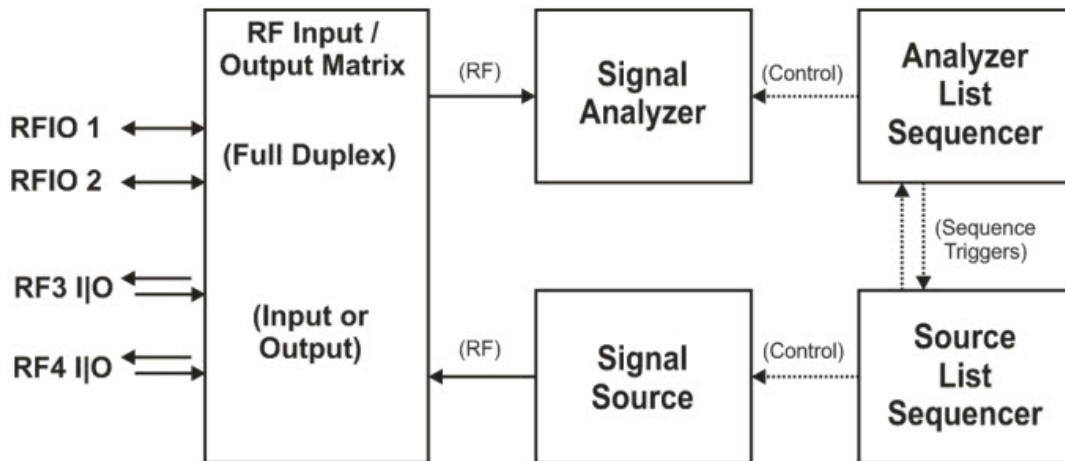 RF Input /
Output Matrix
(Full Duplex)
(Input or
Output)
RFIO 1
RFIO 2
RF3 I|O
RF4 I|O
(RF)
Signal
Analyzer
(Control)
Analyzer
List
Sequencer
(Sequence
Triggers)
(RF)
Signal
Source
(Control)
Source
List
Sequencer